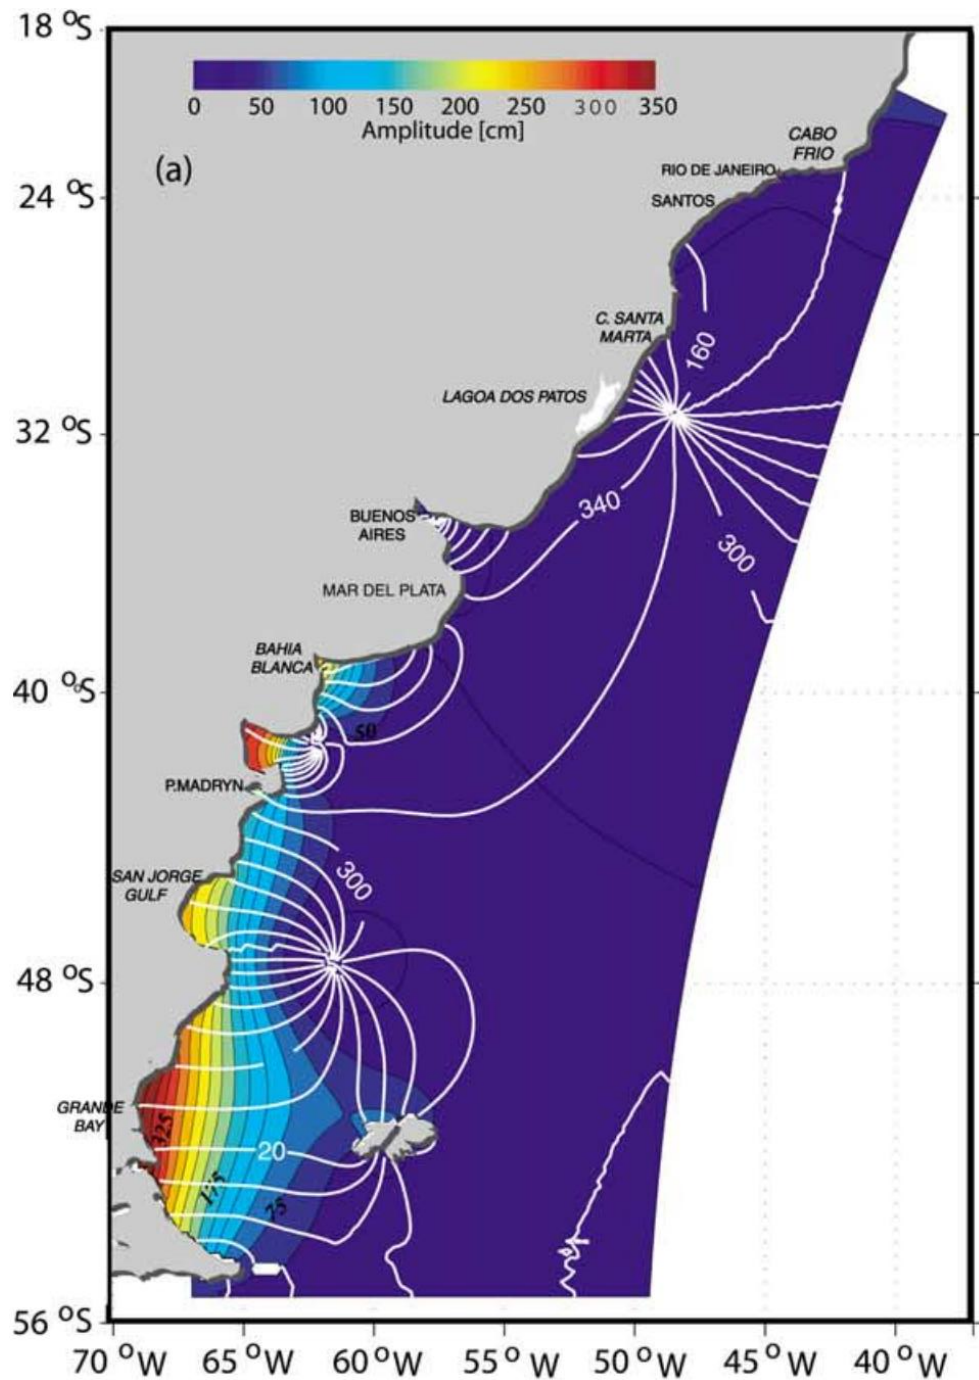 18 °S
0 50 100 150 200 250 300 350
Amplitude [cm]
(a)
CABO
FRIO
RIO DE JANEIRO
24 °S
SANTOS
C. SANTA
MARTA
160
LAGOA DOS PATOS
32 °S
340
BUENOS
AIRES
300
MAR DEL PLATA
BAHIA
BLANCA
40 °S
50
P.MADRYN
SAN JORGE
GULF
300
48 °S
GRANDE
BAY
325
20
175
75
56 °S
70 °W 65 °W 60 °W 55 °W 50 °W 45 °W 40 °W